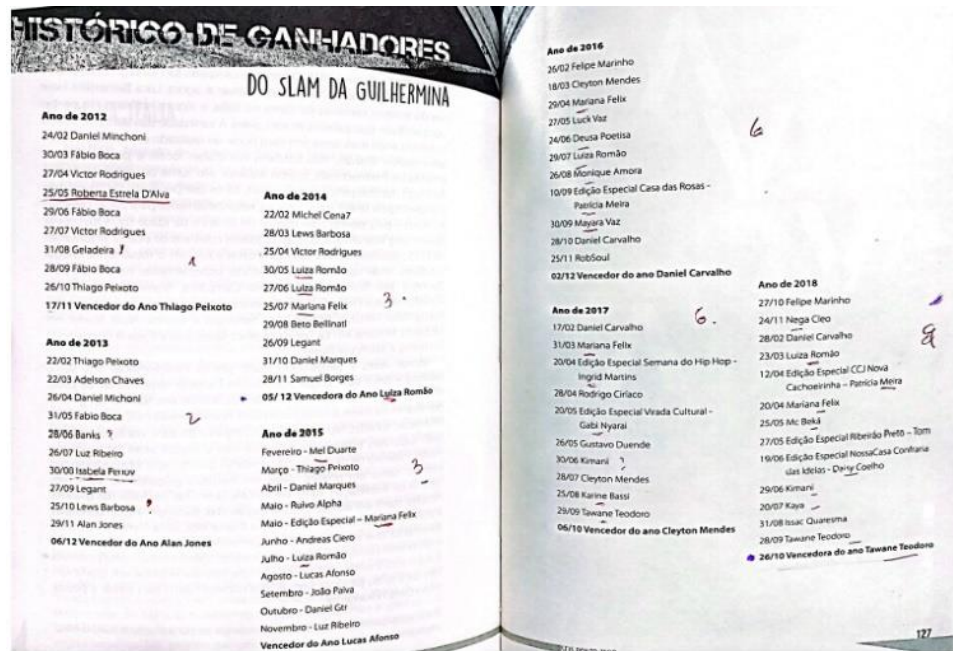 HISTÓRICO DE GANHADORES
DO SLAM DA GUILHERMINA
Ano de 2012
24/02 Daniel Minchoni
30/03 Fábio Boca
27/04 Victor Rodrigues
25/05 Roberta Estrela D'Alva
29/06 Fábio Boca
27/07 Victor Rodrigues
31/08 Geladeira ?
28/09 Fábio Boca
1
26/10 Thiago Peixoto
17/11 Vencedor do Ano Thiago Peixoto
Ano de 2013
22/02 Thiago Peixoto
22/03 Adelson Chaves
26/04 Daniel Michoni
31/05 Fabio Boca
2
28/06 Banks ?
26/07 Luz Ribeiro
30/08 Isabela
27/09 Legant
25/10 Lews Barbosa ?
29/11 Alan Jones
06/12 Vencedor do Ano Alan Jones
Ano de 2014
22/02 Michel Cena7
28/03 Lews Barbosa
25/04 Victor Rodrigues
30/05 Luiza Romão
27/06 Luiza Romão
25/07 Mariana Felix
3.
29/08 Beto Bellinati
26/09 Legant
31/10 Daniel Marques
28/11 Samuel Borges
05/ 12 Vencedora do Ano Luiza Romão
Ano de 2015
Fevereiro - Mel Duarte
Março - Thiago Peixoto
3
Abril - Daniel Marques
Maio - Ruivo Alpha
Maio - Edição Especial – Mariana Felix
Junho - Andreas Ciero
Julho - Luiza Romão
Agosto - Lucas Afonso
Setembro - João Paiva
Outubro - Daniel Gtr
Novembro - Luz Ribeiro
Vencedor do Ano Lucas Afonso
Ano de 2016
26/02 Felipe Marinho
18/03 Cleyton Mendes
29/04 Mariana Felix
27/05 Luck Vaz
6
24/06 Deusa Poetisa
29/07 Luiza Romão
26/08 Monique Amora
10/09 Edição Especial Casa das Rosas –
Patricia Meira
30/09 Mayara Vaz
28/10 Daniel Carvalho
25/11 RobSoul
02/12 Vencedor do ano Daniel Carvalho
Ano de 2017
17/02 Daniel Carvalho
6.
31/03 Mariana Felix
20/04 Edição Especial Semana do Hip Hop -
Ingrid Martins
28/04 Rodrigo Ciríaco
20/05 Edição Especial Virada Cultural -
Gabi Nyarai
26/05 Gustavo Duende
30/06 Kimani ?
28/07 Cleyton Mendes
25/08 Karine Bassi
29/09 Tawane Teodoro
06/10 Vencedor do ano Cleyton Mendes
Ano de 2018
27/10 Felipe Marinho
24/11 Nega Cleo
28/02 Daniel Carvalho
23/03 Luiza Romão
12/04 Edição Especial CCJ Nova
Cachoeirinha – Patricia Meira
20/04 Mariana Felix
25/05 Mc Beká
27/05 Edição Especial Ribeirão Preto – Tom
19/06 Edição Especial NossaCasa Confraria
das Ideias - Daisy Coelho
29/06 Kimani
20/07 Kaya
31/08 Issac Quaresma
28/09 Tawane Teodoro
26/10 Vencedora do ano Tawane Teodoro
127